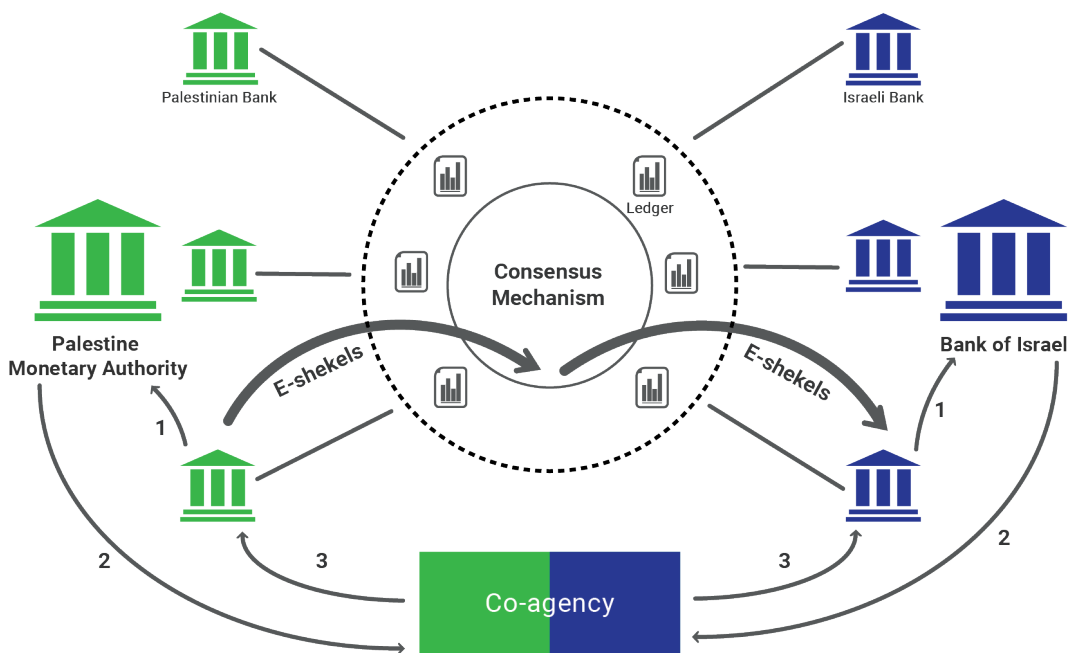 Palestinian Bank
Israeli Bank
Ledger
Consensus
Mechanism
Palestine
Monetary Authority
Bank of Israel
E-shekels
E-shekels
1
1
2
2
3
3
Co-agency